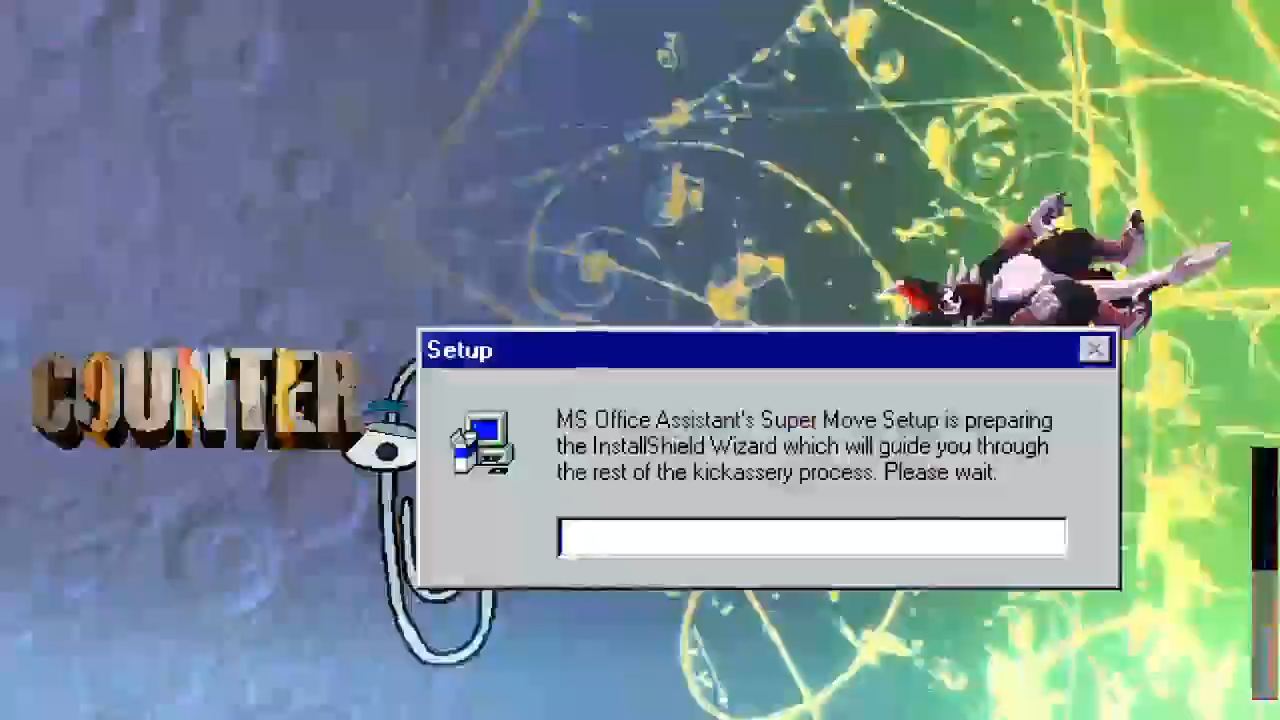 Setup
COUNTER
MS Office Assistant's Super Move Setup is preparing
the InstallShield Wizard which will guide you through
the rest of the kickassery process. Please wait.